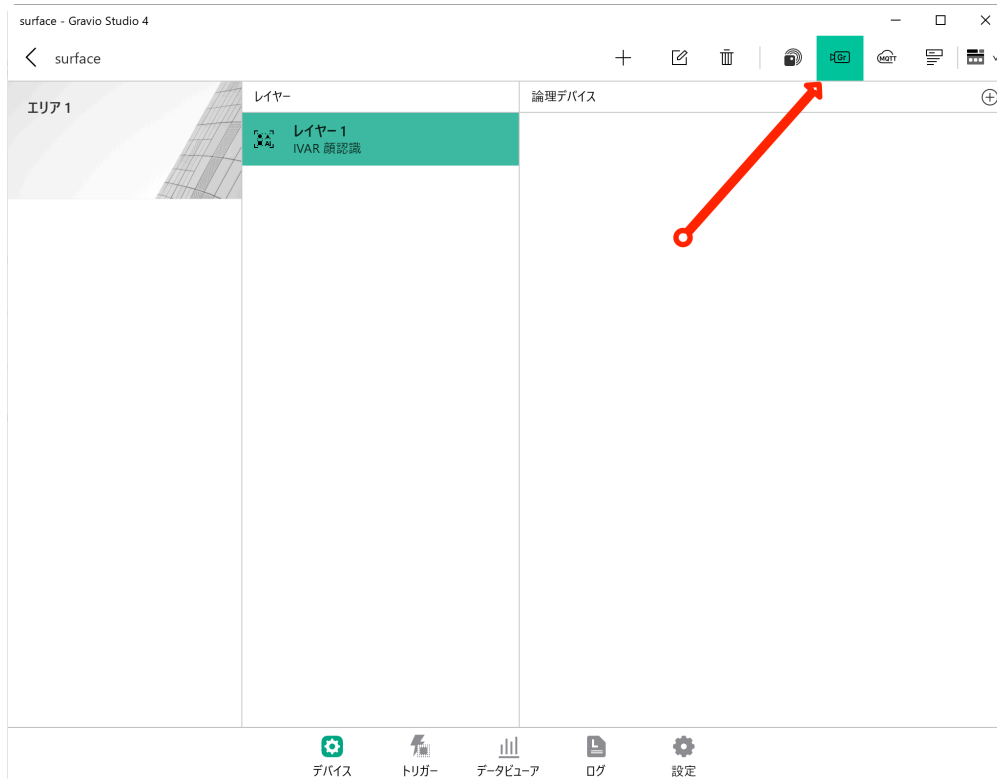 surface - Gravio Studio 4
surface
Gr
MQTT
エリア 1
レイヤー
論理デバイス
レイヤー 1
IVAR 顔認識
AI
L
デバイス
トリガー
データビューア
ログ
設定